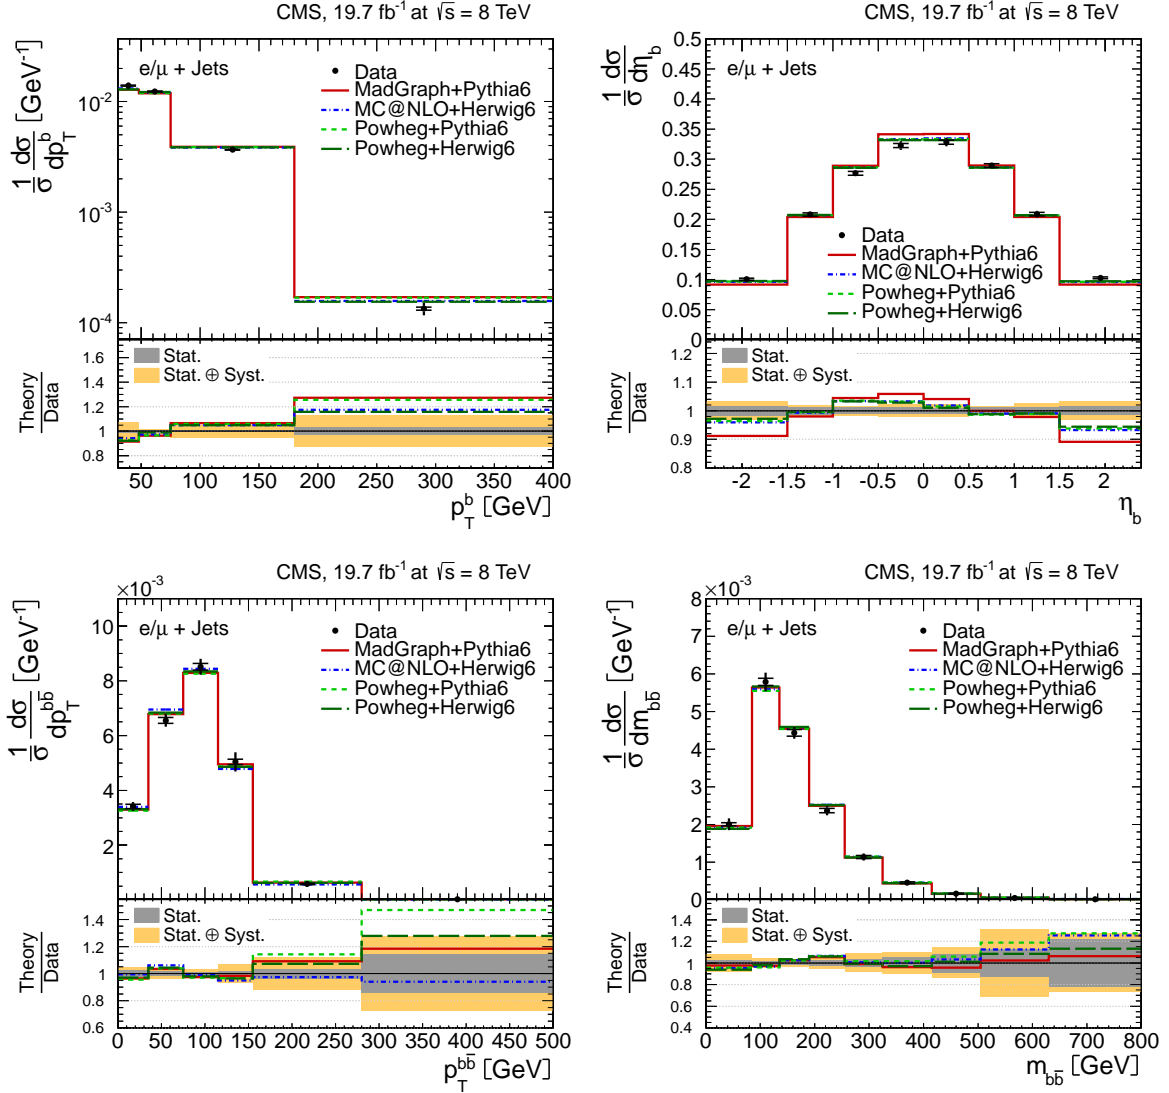 CMS, 19.7 fb⁻¹ at √s = 8 TeV
e/μ + Jets
Data
MadGraph+Pythia6
MC@NLO+Herwig6
Powheg+Pythia6
Powheg+Herwig6
1/σ dσ/dp_T^b [GeV⁻¹]
10⁻²
10⁻³
10⁻⁴
Stat.
Stat. ⊕ Syst.
Theory/Data
1.6
1.4
1.2
1
0.8
50 100 150 200 250 300 350 400
p_T^b [GeV]
CMS, 19.7 fb⁻¹ at √s = 8 TeV
e/μ + Jets
1/σ dσ/dη_b
0.5
0.45
0.4
0.35
0.3
0.25
0.2
0.15
0.1
0.05
0
Data
MadGraph+Pythia6
MC@NLO+Herwig6
Powheg+Pythia6
Powheg+Herwig6
Stat.
Stat. ⊕ Syst.
Theory/Data
1.2
1.1
1
0.9
0.8
-2 -1.5 -1 -0.5 0 0.5 1 1.5 2
η_b
CMS, 19.7 fb⁻¹ at √s = 8 TeV
×10⁻³
e/μ + Jets
Data
MadGraph+Pythia6
MC@NLO+Herwig6
Powheg+Pythia6
Powheg+Herwig6
1/σ dσ/dp_T^bb̄ [GeV⁻¹]
10
8
6
4
2
Stat.
Stat. ⊕ Syst.
Theory/Data
1.4
1.2
1
0.8
0.6
0 50 100 150 200 250 300 350 400 450 500
p_T^bb̄ [GeV]
CMS, 19.7 fb⁻¹ at √s = 8 TeV
×10⁻³
e/μ + Jets
Data
MadGraph+Pythia6
MC@NLO+Herwig6
Powheg+Pythia6
Powheg+Herwig6
1/σ dσ/dm_bb̄ [GeV⁻¹]
8
7
6
5
4
3
2
1
0
Stat.
Stat. ⊕ Syst.
Theory/Data
1.4
1.2
1
0.8
0.6
0.4
0 100 200 300 400 500 600 700 800
m_bb̄ [GeV]